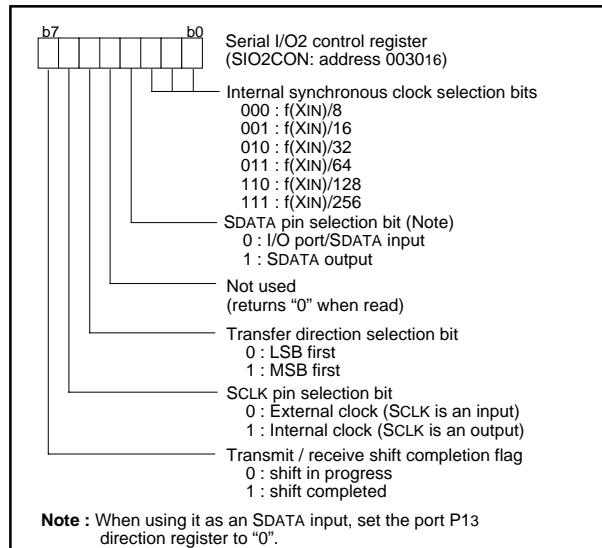 b7 b0
Serial I/O2 control register
(SIO2CON: address 003016)
Internal synchronous clock selection bits
000 : f(XIN)/8
001 : f(XIN)/16
010 : f(XIN)/32
011 : f(XIN)/64
110 : f(XIN)/128
111 : f(XIN)/256
SDATA pin selection bit (Note)
0 : I/O port/SDATA input
1 : SDATA output
Not used
(returns “0” when read)
Transfer direction selection bit
0 : LSB first
1 : MSB first
SCLK pin selection bit
0 : External clock (SCLK is an input)
1 : Internal clock (SCLK is an output)
Transmit / receive shift completion flag
0 : shift in progress
1 : shift completed
Note : When using it as an SDATA input, set the port P13
direction register to “0”.